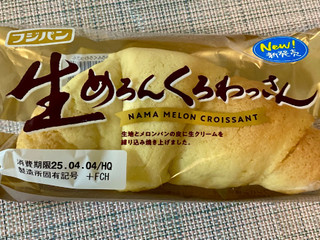 フジパン
New!
新発売
生めろんくろわっさん
NAMA MELON CROISSANT
生地とメロンパンの皮に生クリームを
練り込み焼き上げました。
消費期限25.04.04/HQ
製造所固有記号 +FCH